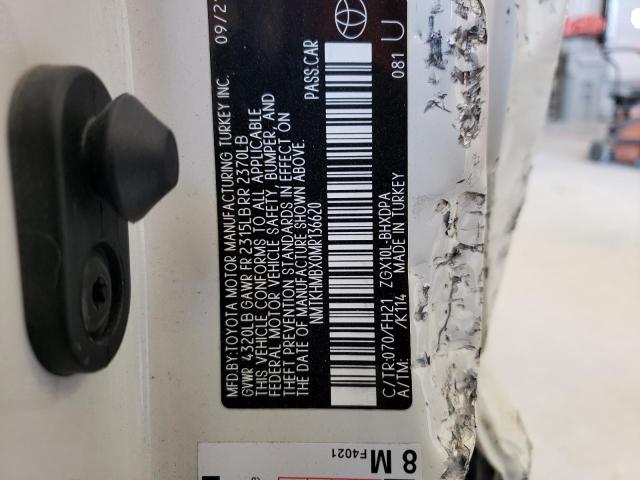 MFD.BY:TOYOTA MOTOR MANUFACTURING TURKEY INC. 09/21
GVWR 4320LB GAWR FR 2315LB RR 2370LB
THIS VEHICLE CONFORMS TO ALL APPLICABLE
FEDERAL MOTOR VEHICLE SAFETY, BUMPER, AND
THEFT PREVENTION STANDARDS IN EFFECT ON
THE DATE OF MANUFACTURE SHOWN ABOVE.
NMTKHMBX0MR136620 PASS.CAR
C/TR:070/FH21 ZGX10L-BHXDPA 081 U
A/TM: /K114 MADE IN TURKEY
8 M
F4021